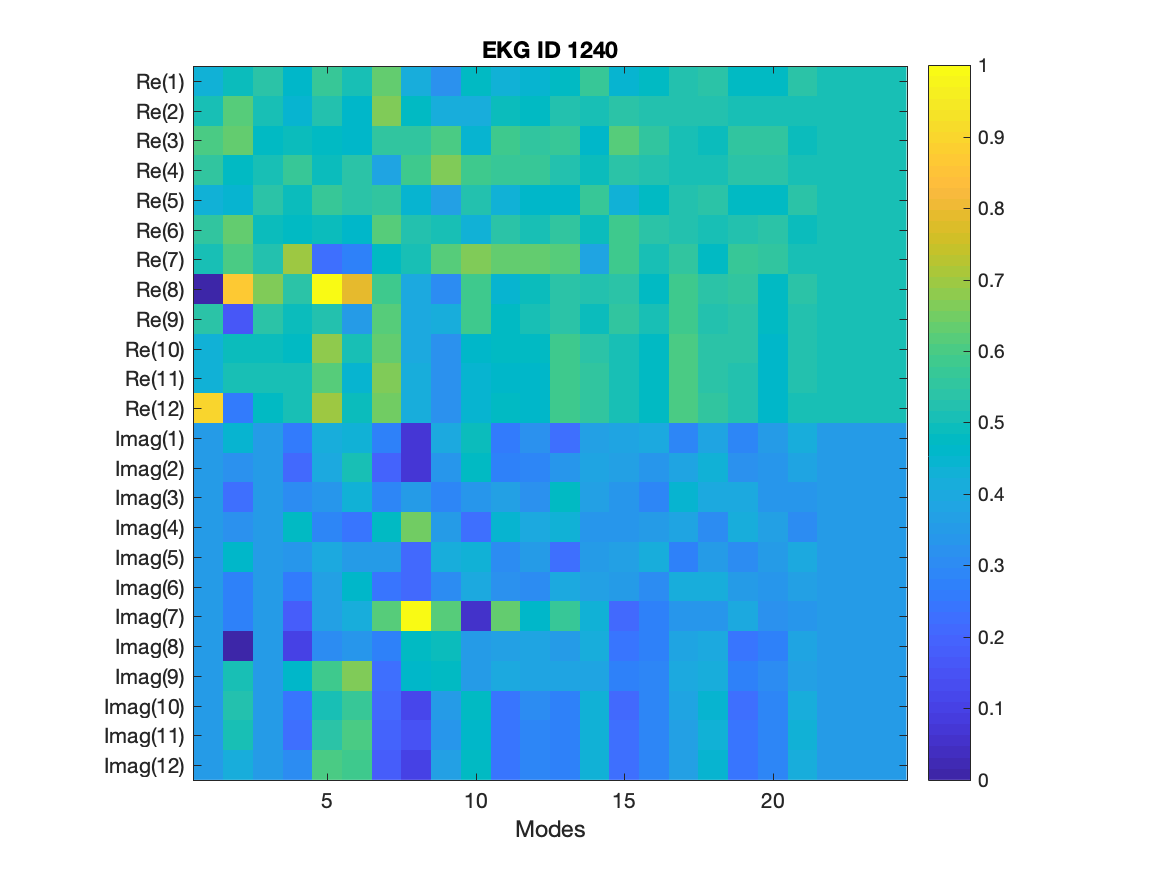 EKG ID 1240
Re(1)
Re(2)
Re(3)
Re(4)
Re(5)
Re(6)
Re(7)
Re(8)
Re(9)
Re(10)
Re(11)
Re(12)
Imag(1)
Imag(2)
Imag(3)
Imag(4)
Imag(5)
Imag(6)
Imag(7)
Imag(8)
Imag(9)
Imag(10)
Imag(11)
Imag(12)
5 10 15 20
Modes
1
0.9
0.8
0.7
0.6
0.5
0.4
0.3
0.2
0.1
0